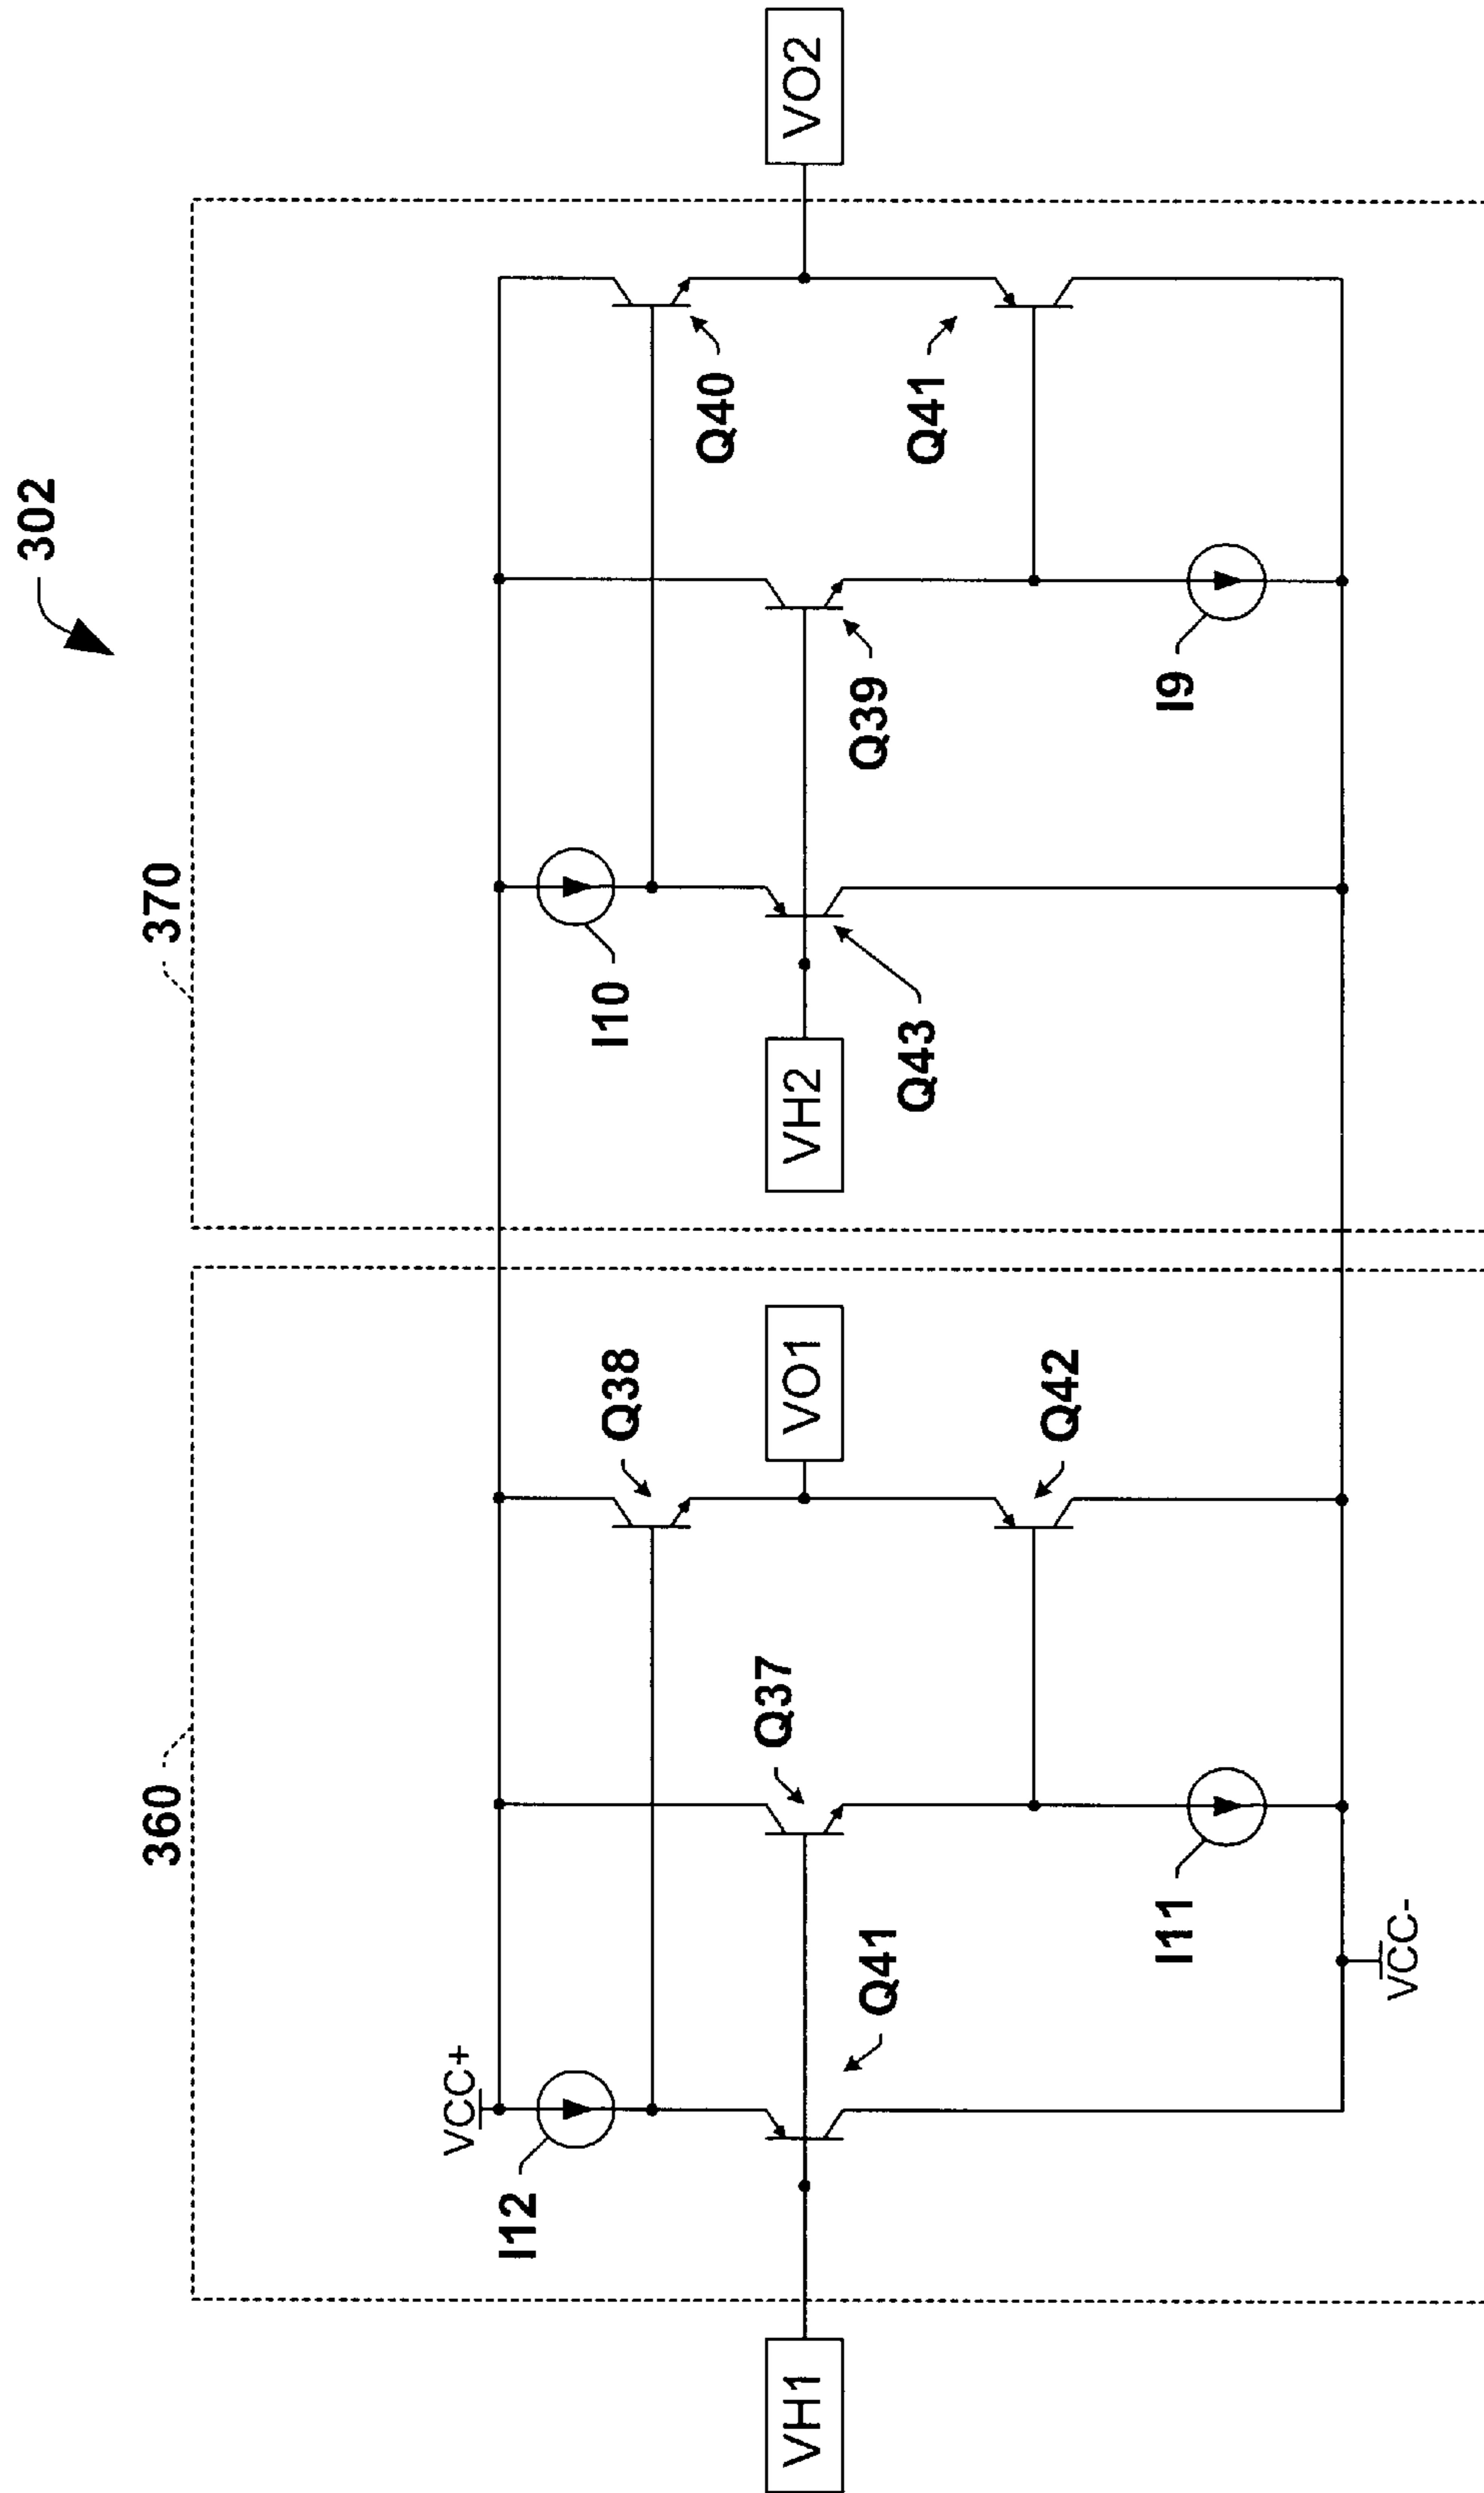 302
360
370
VCC+
I12
Q38
I10
Q40
Q37
VH1
VO1
VH2
VO2
Q41
Q39
Q43
Q41
Q42
I11
I9
VCC-